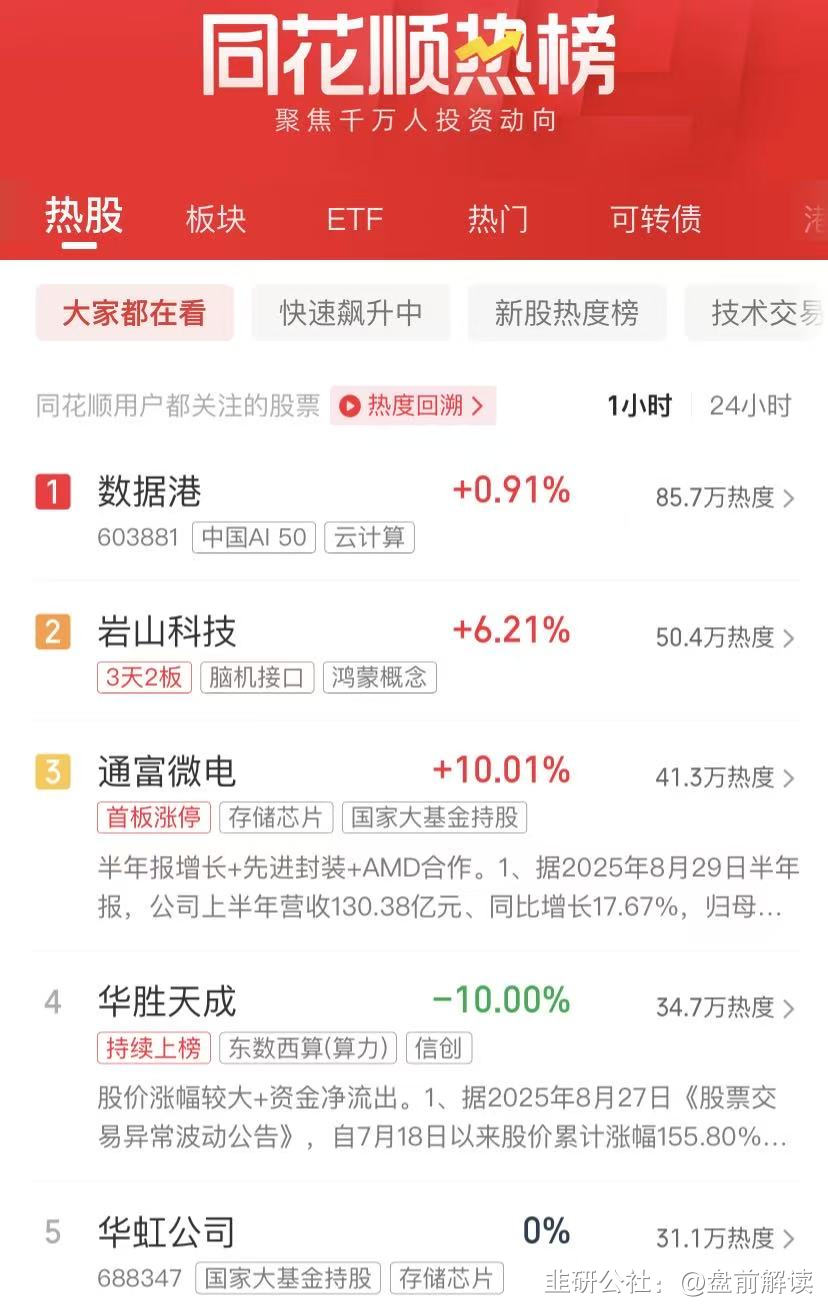 同花顺热榜
聚焦千万人投资动向
热股 板块 ETF 热门 可转债 港
大家都在看 快速飙升中 新股热度榜 技术交易
同花顺用户都关注的股票 热度回溯 1小时 24小时
1 数据港 +0.91% 85.7万热度
603881 中国AI 50 云计算
2 岩山科技 +6.21% 50.4万热度
3天2板 脑机接口 鸿蒙概念
3 通富微电 +10.01% 41.3万热度
首板涨停 存储芯片 国家大基金持股
半年报增长+先进封装+AMD合作。1、据2025年8月29日半年
报，公司上半年营收130.38亿元、同比增长17.67%，归母...
4 华胜天成 -10.00% 34.7万热度
持续上榜 东数西算(算力) 信创
股价涨幅较大+资金净流出。1、据2025年8月27日《股票交
易异常波动公告》，自7月18日以来股价累计涨幅155.80%...
5 华虹公司 0% 31.1万热度
688347 国家大基金持股 存储芯片
韭研公社：@盘前解读